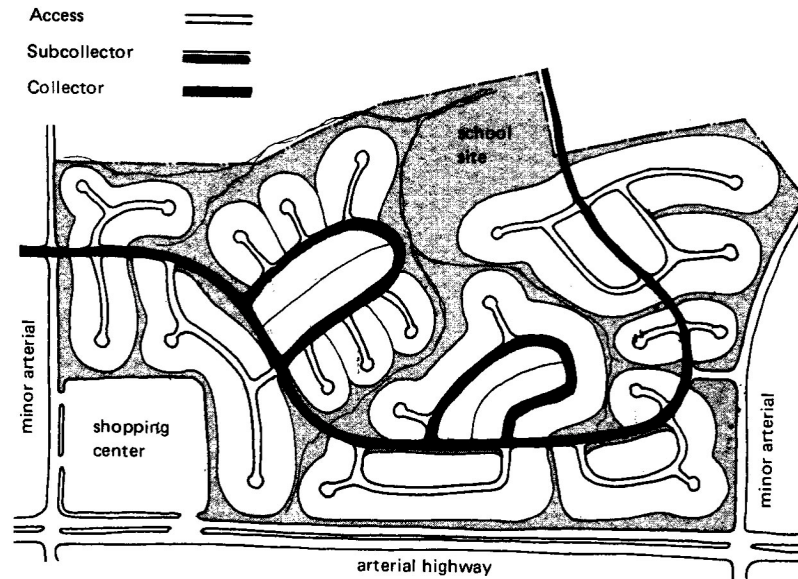 Access
Subcollector
Collector
school
site
minor arterial
shopping
center
minor arterial
arterial highway